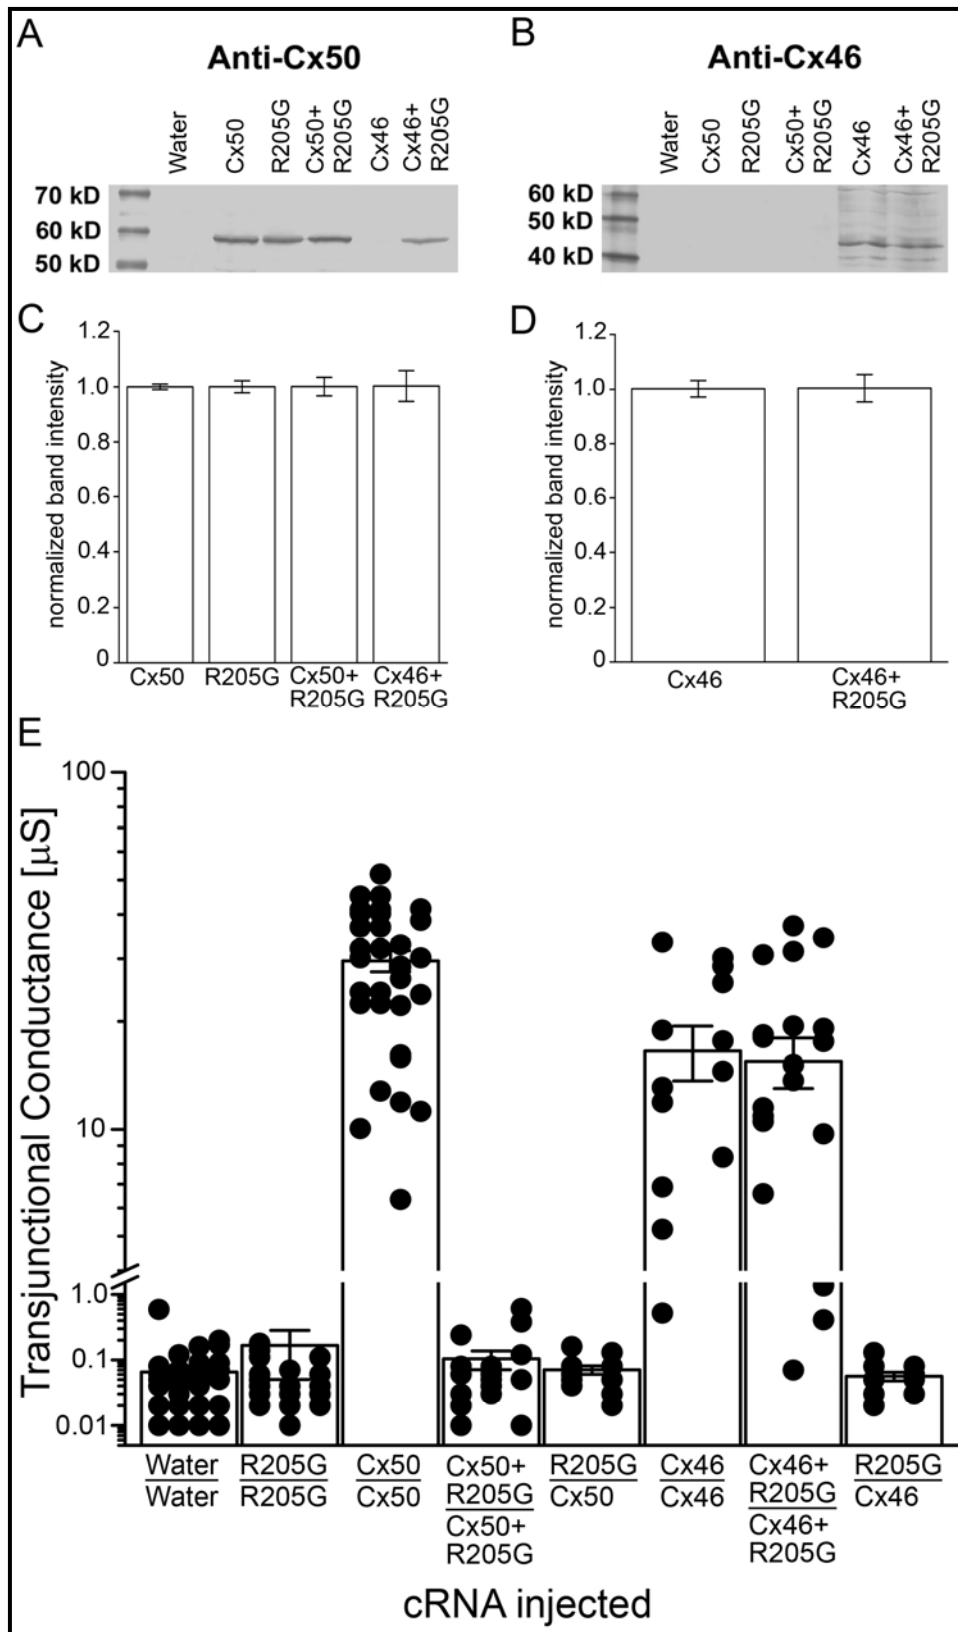 A
Anti-Cx50
Water
Cx50
R205G
Cx50+
R205G
Cx46
Cx46+
R205G
70 kD
60 kD
50 kD
B
Anti-Cx46
Water
Cx50
R205G
Cx50+
R205G
Cx46
Cx46+
R205G
60 kD
50 kD
40 kD
C
normalized band intensity
1.2
1.0
0.8
0.6
0.4
0.2
0
Cx50
R205G
Cx50+
R205G
Cx46+
R205G
D
normalized band intensity
1.2
1.0
0.8
0.6
0.4
0.2
0
Cx46
Cx46+
R205G
E
Transjunctional Conductance [µS]
100
10
1.0
0.1
0.01
Water
Water
R205G
R205G
Cx50
Cx50
Cx50+
R205G
Cx50+
R205G
R205G
Cx50
Cx46
Cx46
Cx46+
R205G
Cx46+
R205G
R205G
Cx46
cRNA injected